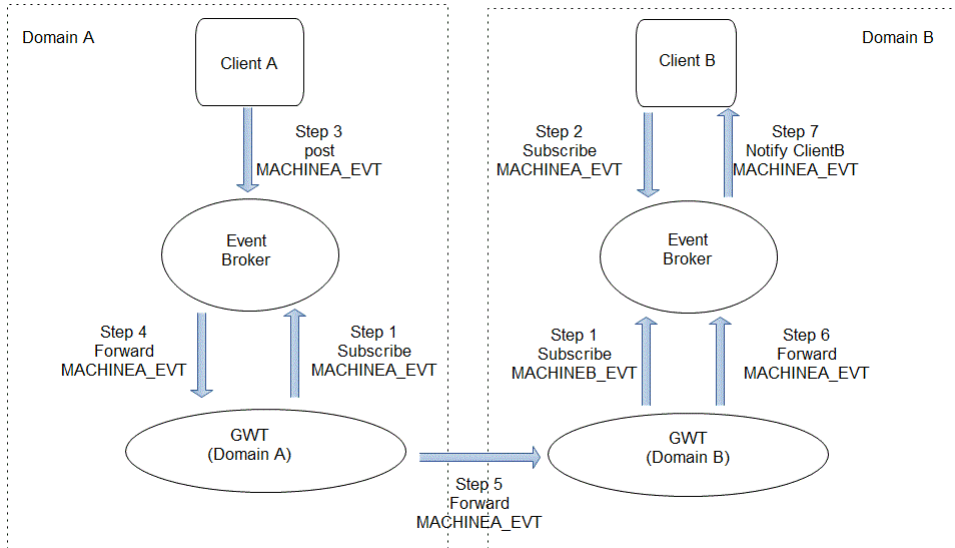 Domain A
Client A
Step 3
post
MACHINEA_EVT
Event
Broker
Step 4
Forward
MACHINEA_EVT
Step 1
Subscribe
MACHINEA_EVT
GWT
(Domain A)
Step 5
Forward
MACHINEA_EVT
Domain B
Client B
Step 2
Subscribe
MACHINEA_EVT
Step 7
Notify ClientB
MACHINEA_EVT
Event
Broker
Step 1
Subscribe
MACHINEB_EVT
Step 6
Forward
MACHINEA_EVT
GWT
(Domain B)